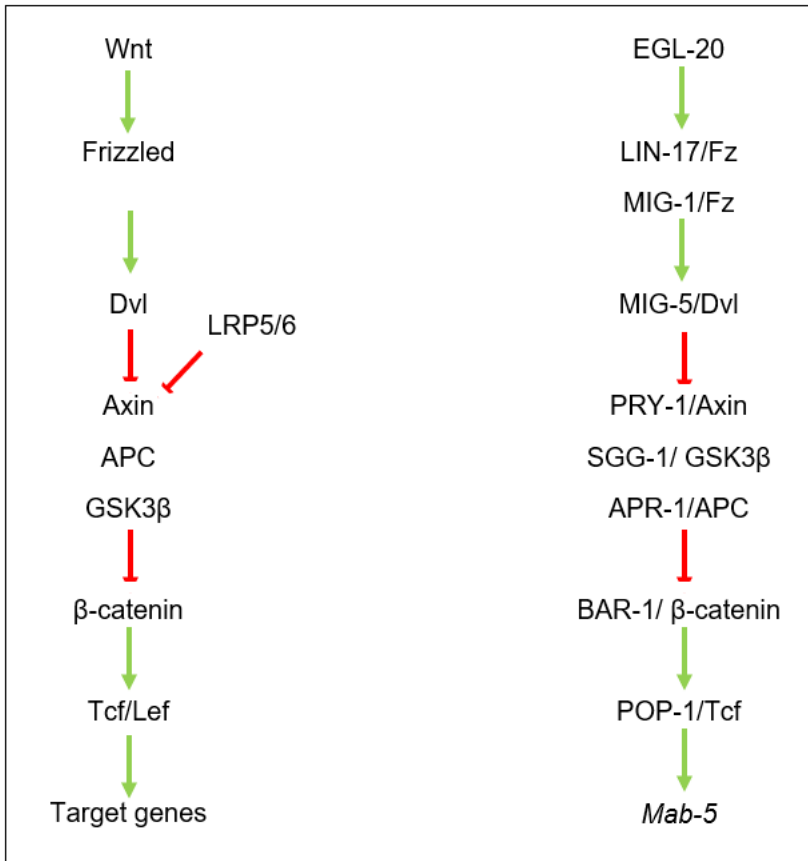 Wnt
Frizzled
Dvl
LRP5/6
Axin
APC
GSK3β
β-catenin
Tcf/Lef
Target genes
EGL-20
LIN-17/Fz
MIG-1/Fz
MIG-5/Dvl
PRY-1/Axin
SGG-1/ GSK3β
APR-1/APC
BAR-1/ β-catenin
POP-1/Tcf
Mab-5